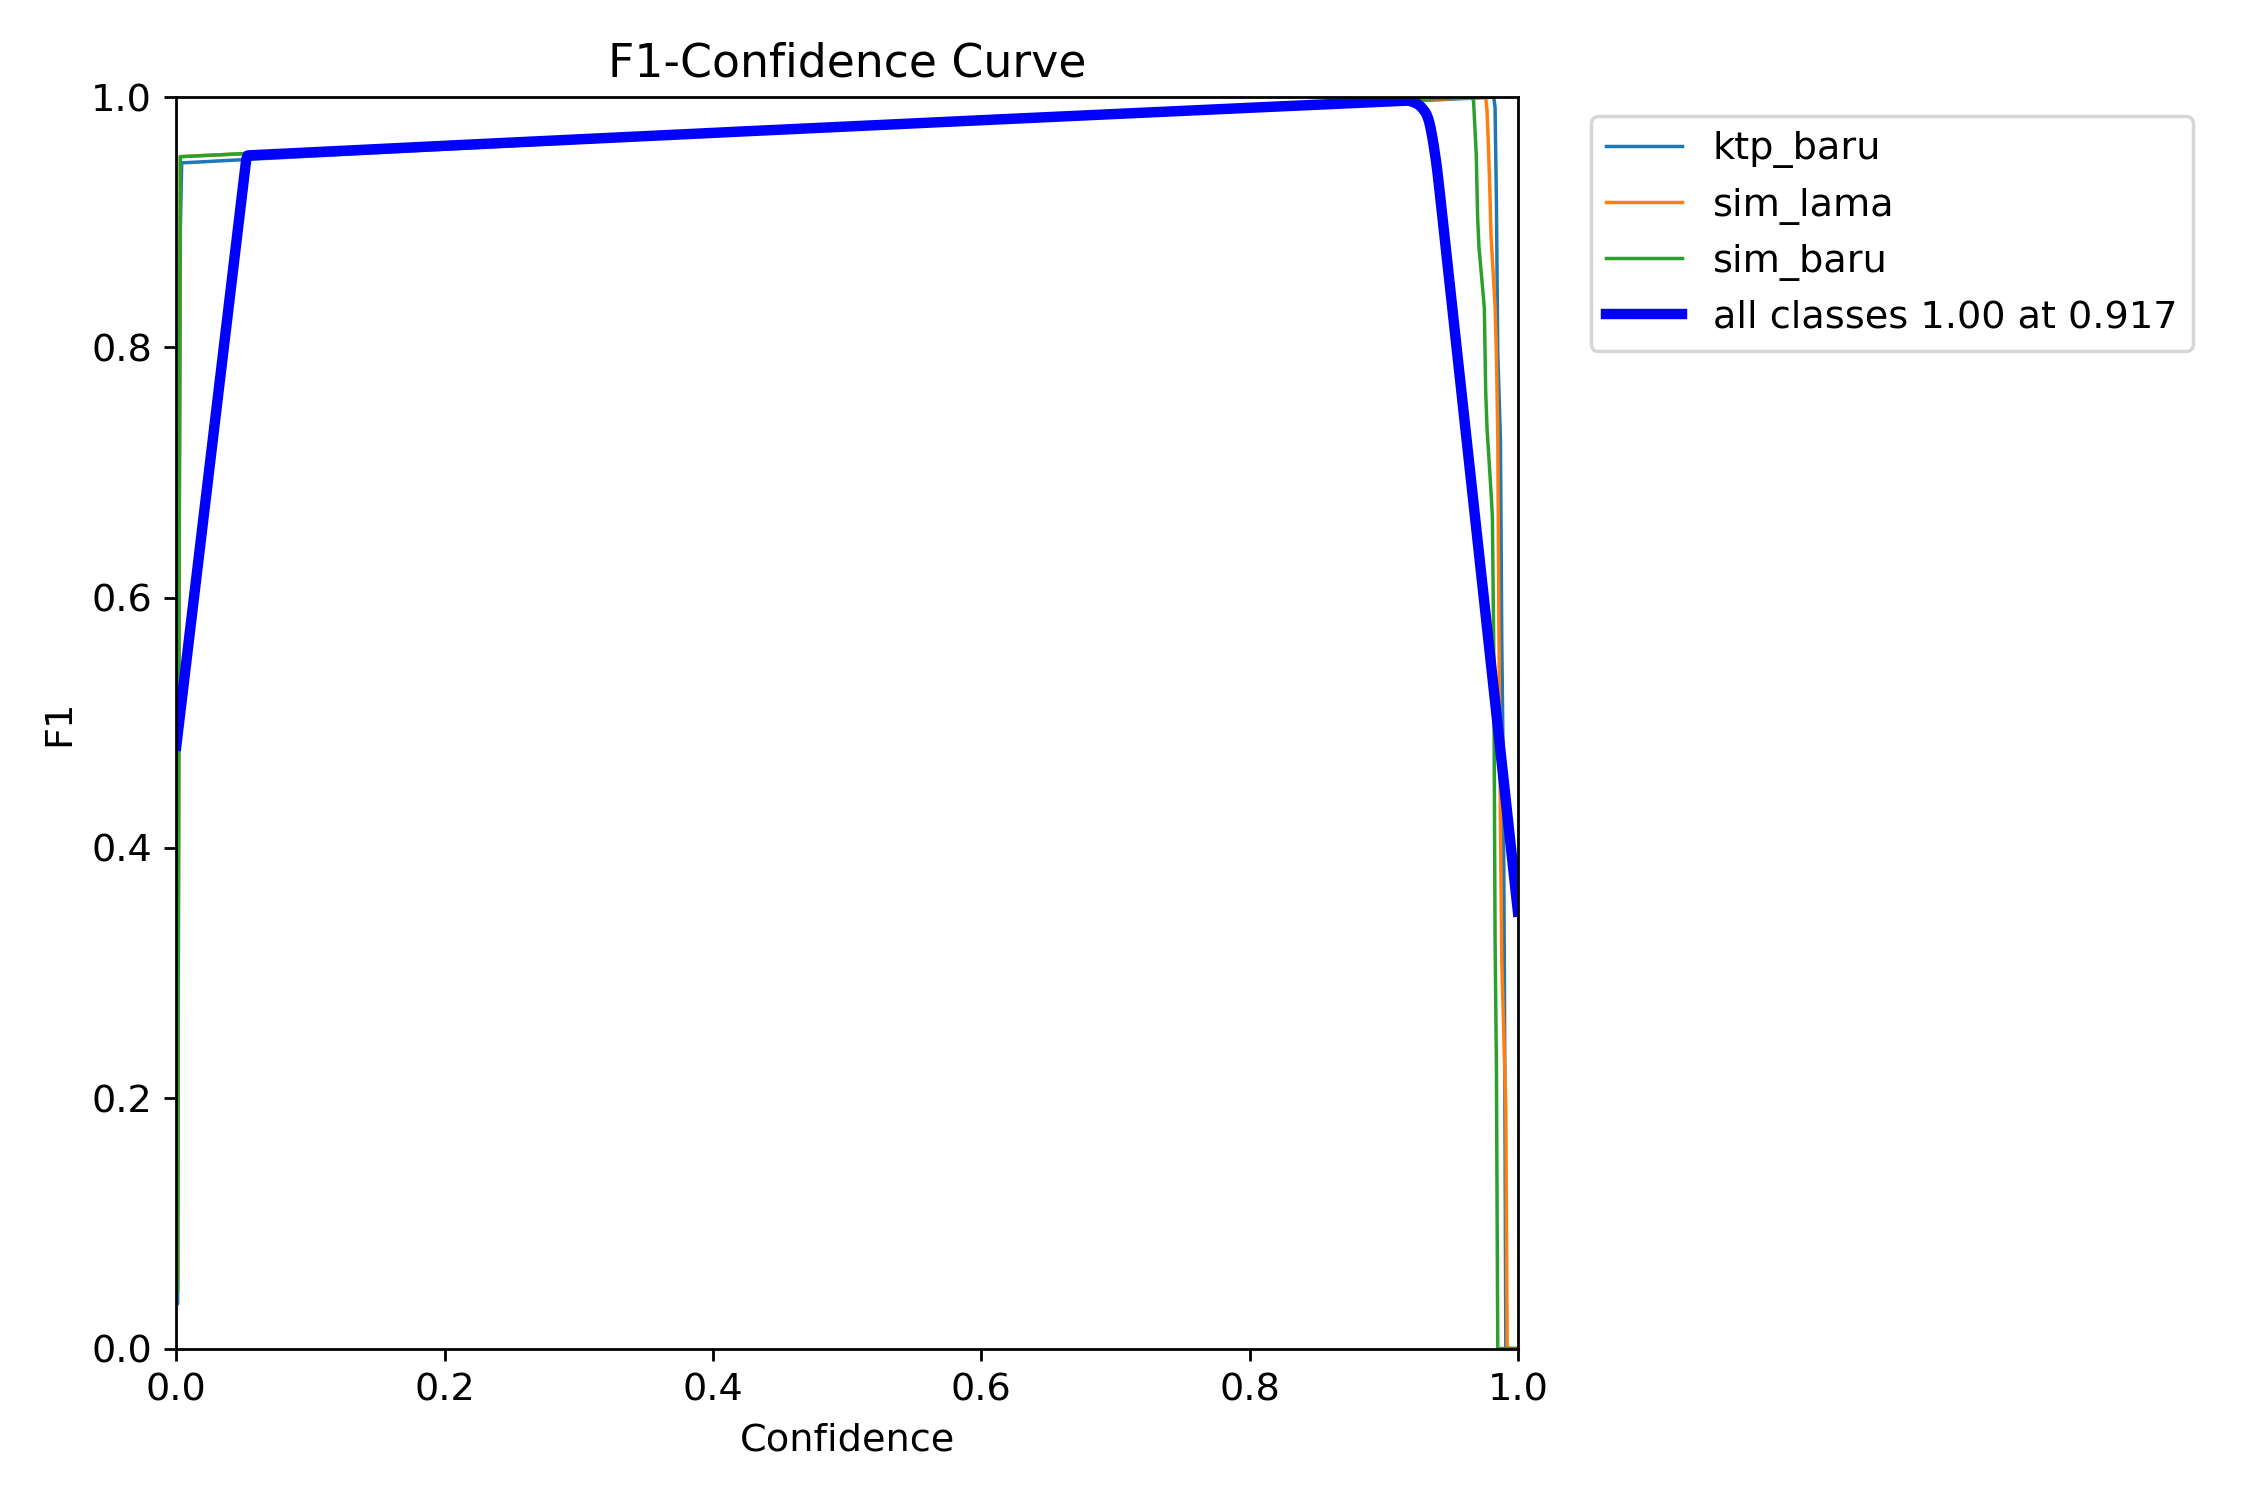 F1-Confidence Curve
1.0
0.8
0.6
0.4
0.2
0.0
F1
0.0 0.2 0.4 0.6 0.8 1.0
Confidence
ktp_baru
sim_lama
sim_baru
all classes 1.00 at 0.917